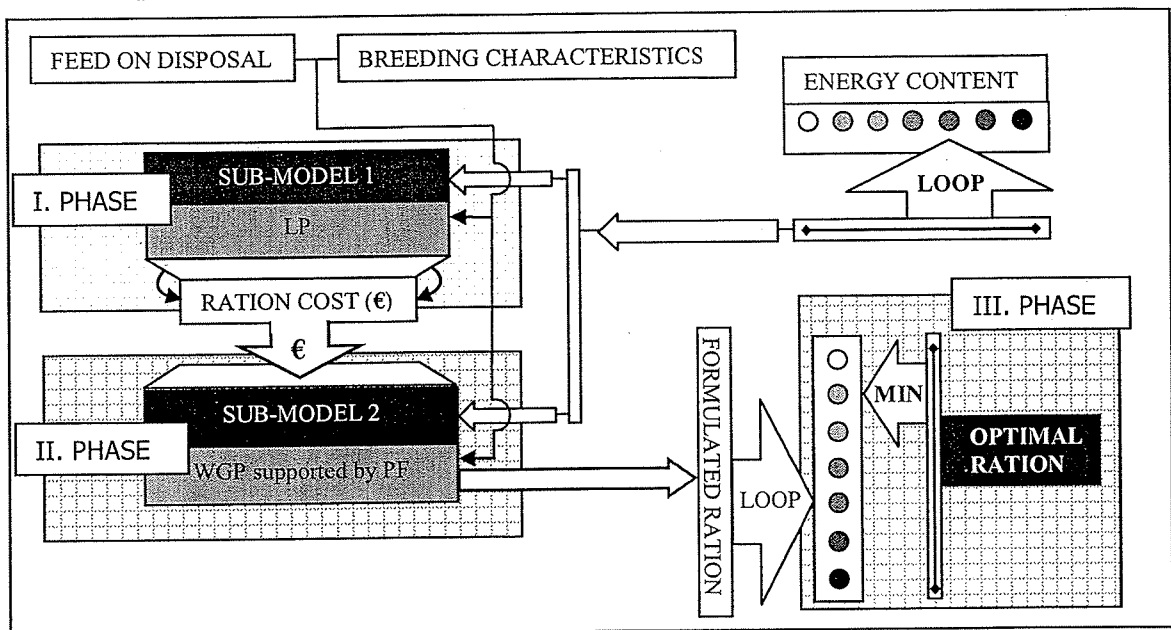 FEED ON DISPOSAL
BREEDING CHARACTERISTICS
ENERGY CONTENT
LOOP
I. PHASE
SUB-MODEL 1
LP
RATION COST (€)
€
II. PHASE
SUB-MODEL 2
WGP supported by PF
FORMULATED RATION
LOOP
III. PHASE
MIN
OPTIMAL
RATION